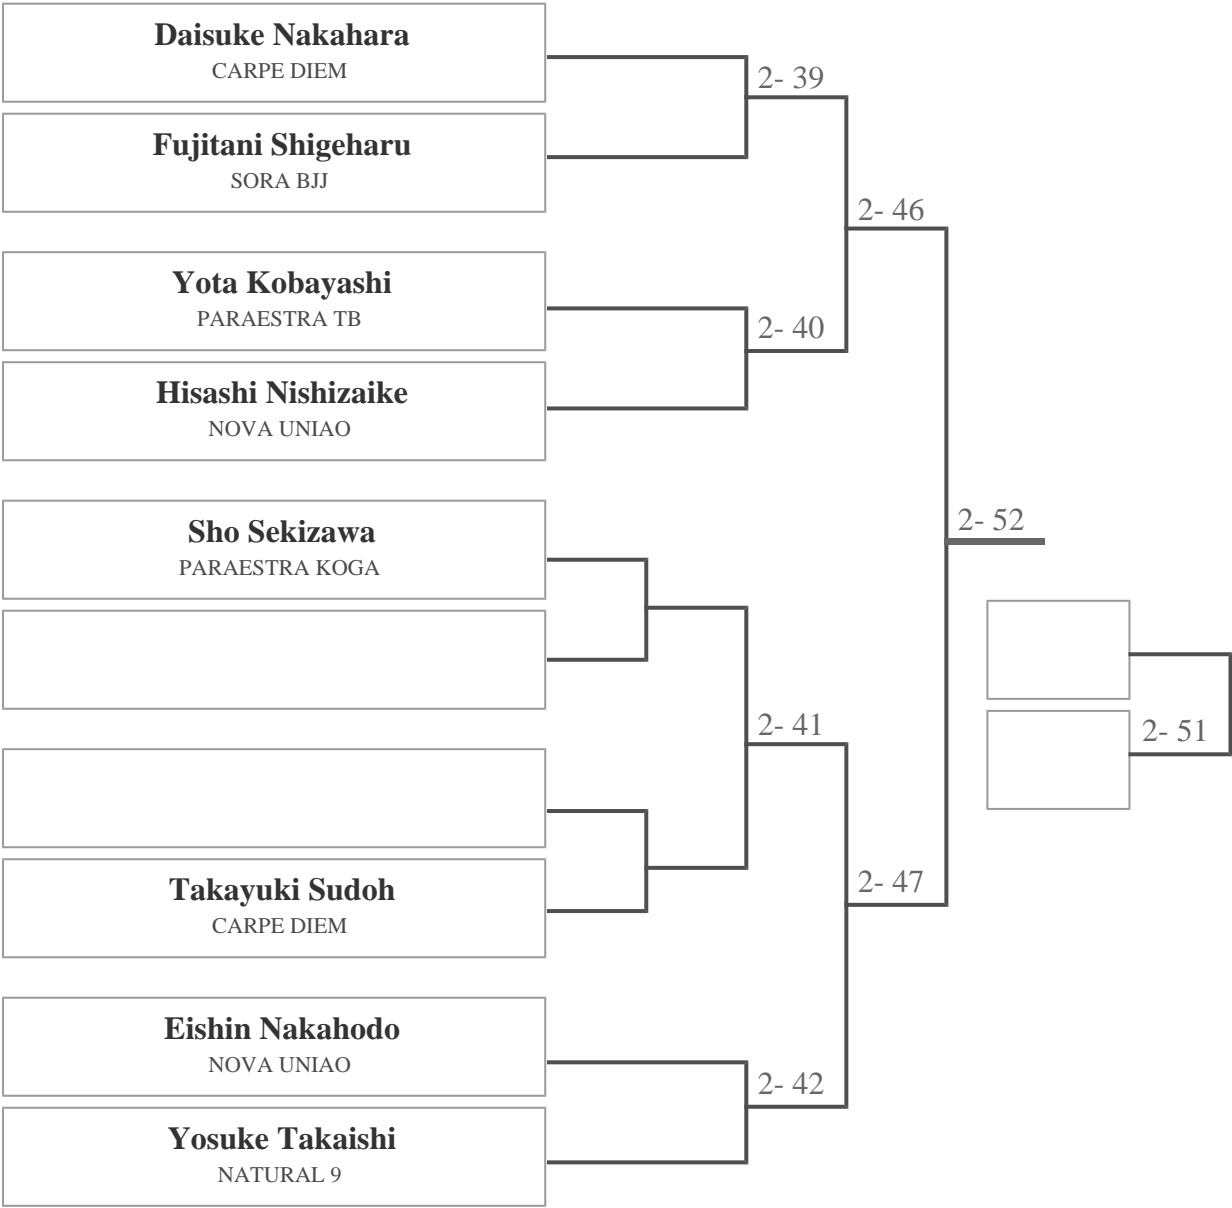 Daisuke Nakahara
CARPE DIEM
2- 39
Fujitani Shigeharu
SORA BJJ
2- 46
Yota Kobayashi
PARAESTRA TB
2- 40
Hisashi Nishizaike
NOVA UNIAO
Sho Sekizawa
PARAESTRA KOGA
2- 52
2- 41
2- 51
Takayuki Sudoh
CARPE DIEM
2- 47
Eishin Nakahodo
NOVA UNIAO
2- 42
Yosuke Takaishi
NATURAL 9